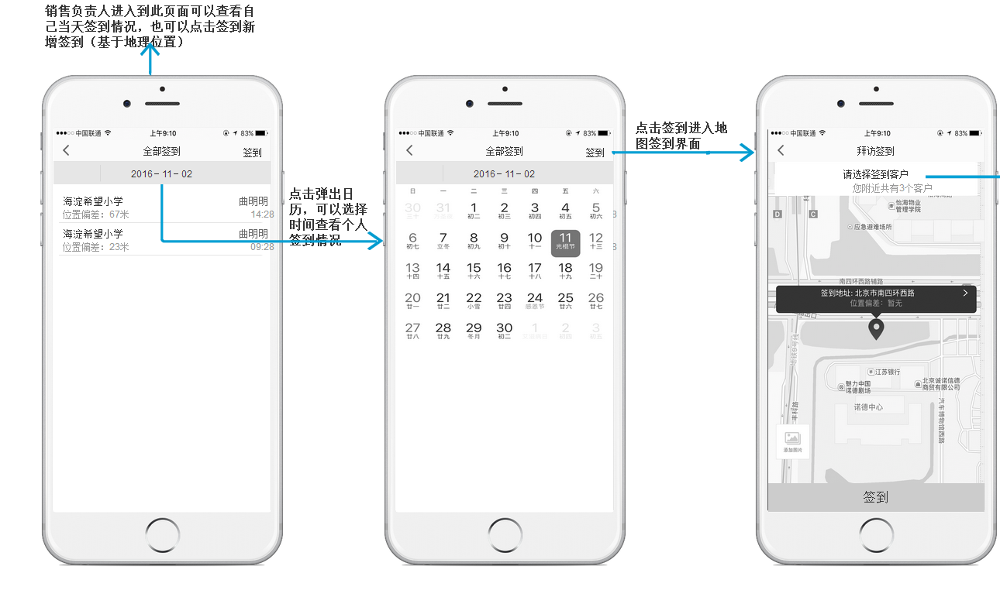 销售负责人进入到此页面可以查看自
己当天签到情况，也可以点击签到新
增签到（基于地理位置）
中国联通 上午9:10 83%
全部签到 签到
2016-11-02
海淀希望小学 曲明明
位置偏差：67米 14:28
海淀希望小学 曲明明
位置偏差：23米 09:28
点击弹出日
历，可以选择
时间查看个人
签到情况
中国联通 上午9:10 83%
全部签到 签到
2016-11-02
日 一 二 三 四 五 六
30 31 1 2 3 4 5
三十 初二 初三 初四 初五 初六
6 7 8 9 10 11 12
初七 立冬 初九 初十 十一 光棍节 十三
13 14 15 16 17 18 19
十四 十五 十六 十七 十八 十九 二十
20 21 22 23 24 25 26
廿一 廿二 小雪 廿四 感恩节 廿六 廿七
27 28 29 30 1 2 3
廿八 廿九 冬月 初二 初四 初五
点击签到进入地
图签到界面
中国联通 上午9:10 83%
拜访签到
请选择签到客户
您附近共有3个客户
怡海物业
管理学院
D C
应急避难场所
南四环西路辅路
签到地址: 北京市南四环西路
位置偏差：暂无
地铁9号线
江苏银行
魅力中国
诺德剧场
北京诚诺信德
商贸有限公司
诺德中心
丰科路
汽车博物馆西路
添加图片
签到